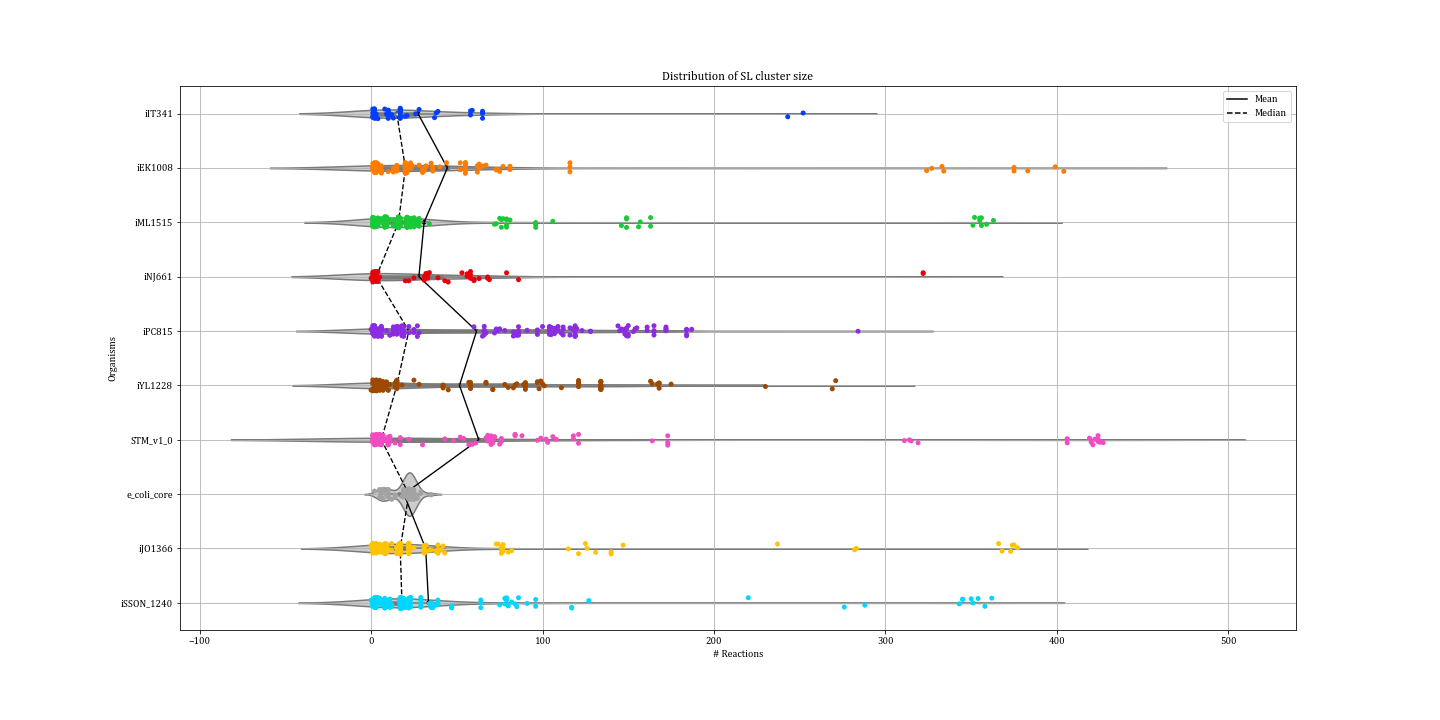 Distribution of SL cluster size
Mean
Median
iIT341
iEK1008
iML1515
iNJ661
iPC815
iYL1228
STM_v1_0
e_coli_core
iJO1366
iSSON_1240
Organisms
−100
0
100
200
300
400
500
# Reactions